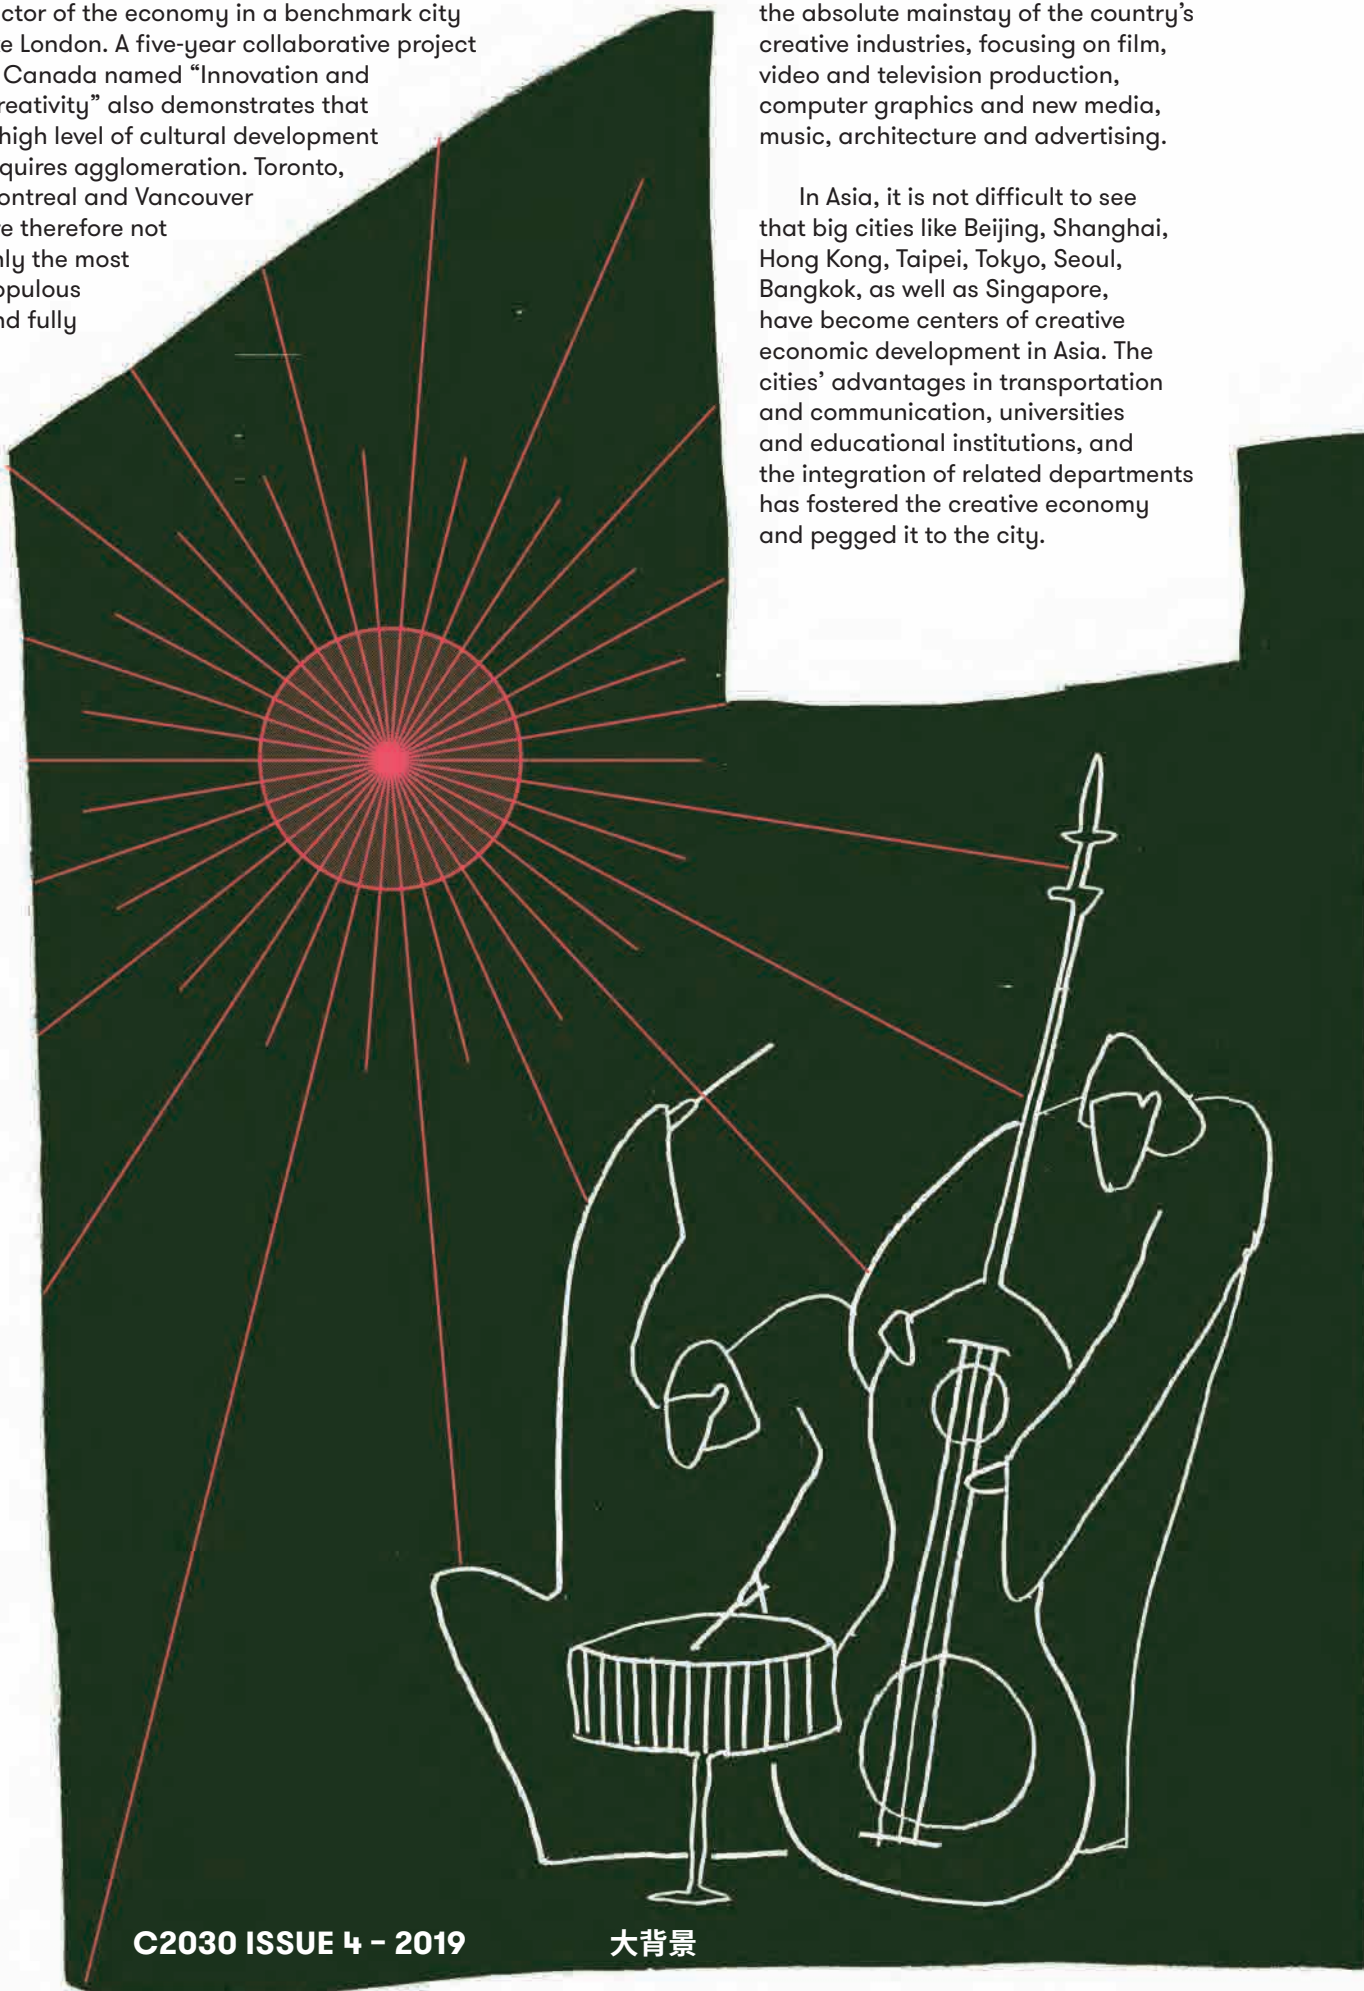 ctor of the economy in a benchmark city
e London. A five-year collaborative project
Canada named “Innovation and
reativity” also demonstrates that
high level of cultural development
quires agglomeration. Toronto,
ontreal and Vancouver
e therefore not
nly the most
opulous
nd fully
the absolute mainstay of the country’s
creative industries, focusing on film,
video and television production,
computer graphics and new media,
music, architecture and advertising.
In Asia, it is not difficult to see
that big cities like Beijing, Shanghai,
Hong Kong, Taipei, Tokyo, Seoul,
Bangkok, as well as Singapore,
have become centers of creative
economic development in Asia. The
cities’ advantages in transportation
and communication, universities
and educational institutions, and
the integration of related departments
has fostered the creative economy
and pegged it to the city.
C2030 ISSUE 4 – 2019
大背景